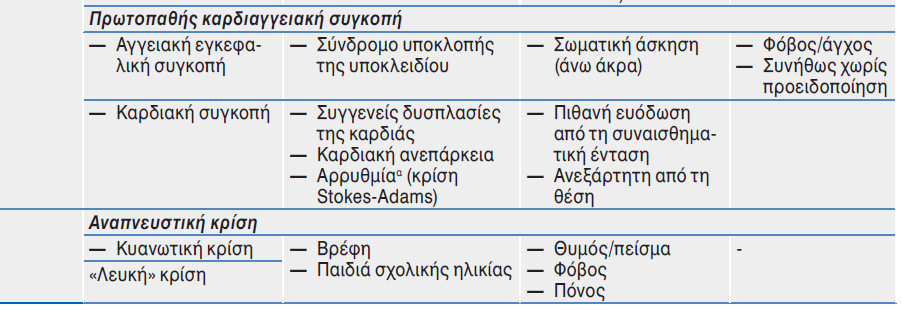 Πρωτοπαθής καρδιαγγειακή συγκοπή
— Αγγειακή εγκεφα-
λική συγκοπή
— Σύνδρομο υποκλοπής
της υποκλειδίου
— Σωματική άσκηση
(άνω άκρα)
— Φόβος/άγχος
— Συνήθως χωρίς
προειδοποίηση
— Καρδιακή συγκοπή
— Συγγενείς δυσπλασίες
της καρδιάς
— Καρδιακή ανεπάρκεια
— Αρρυθμίαᵅ (κρίση
Stokes-Adams)
— Πιθανή ευόδωση
από τη συναισθημα-
τική ένταση
— Ανεξάρτητη από τη
θέση
Αναπνευστική κρίση
— Κυανωτική κρίση
«Λευκή» κρίση
— Βρέφη
— Παιδιά σχολικής ηλικίας
— Θυμός/πείσμα
— Φόβος
— Πόνος
-